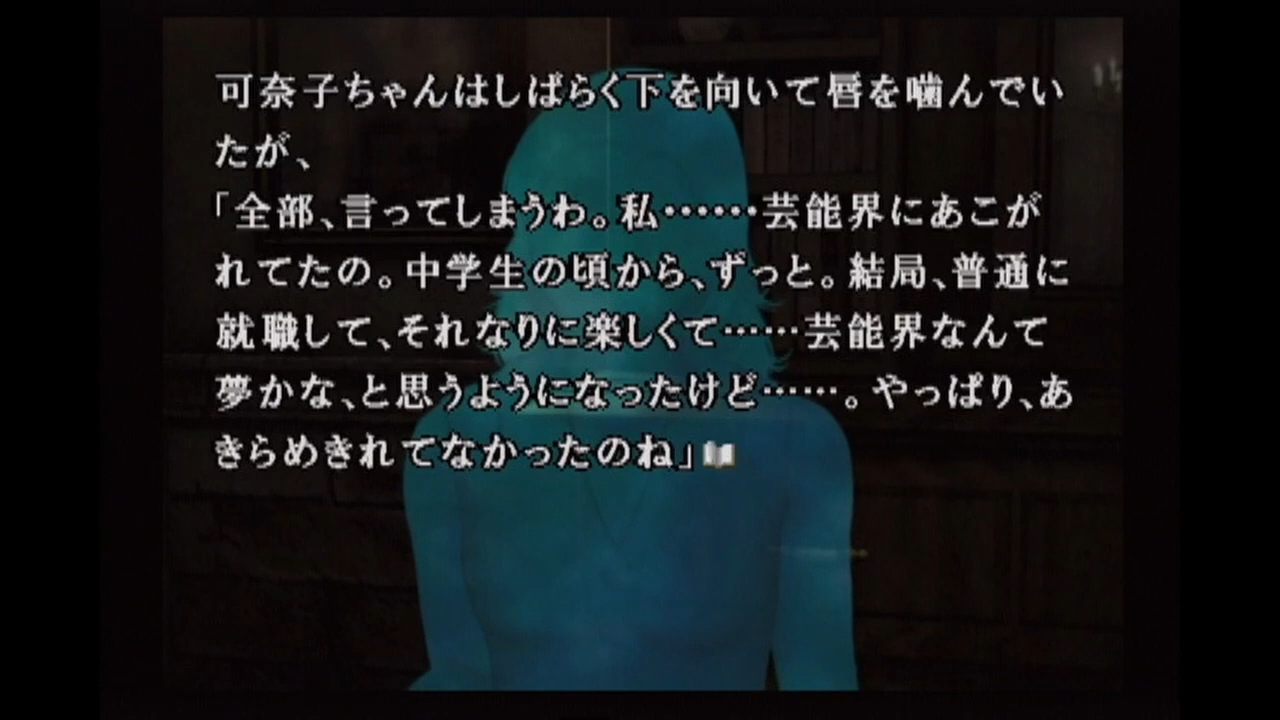 可奈子ちゃんはしばらく下を向いて唇を噛んでい
たが、
「全部、言ってしまうわ。私……芸能界にあこが
れてたの。中学生の頃から、ずっと。結局、普通に
就職して、それなりに楽しくて……芸能界なんて
夢かな、と思うようになったけど……。やっぱり、あ
きらめきれてなかったのね」